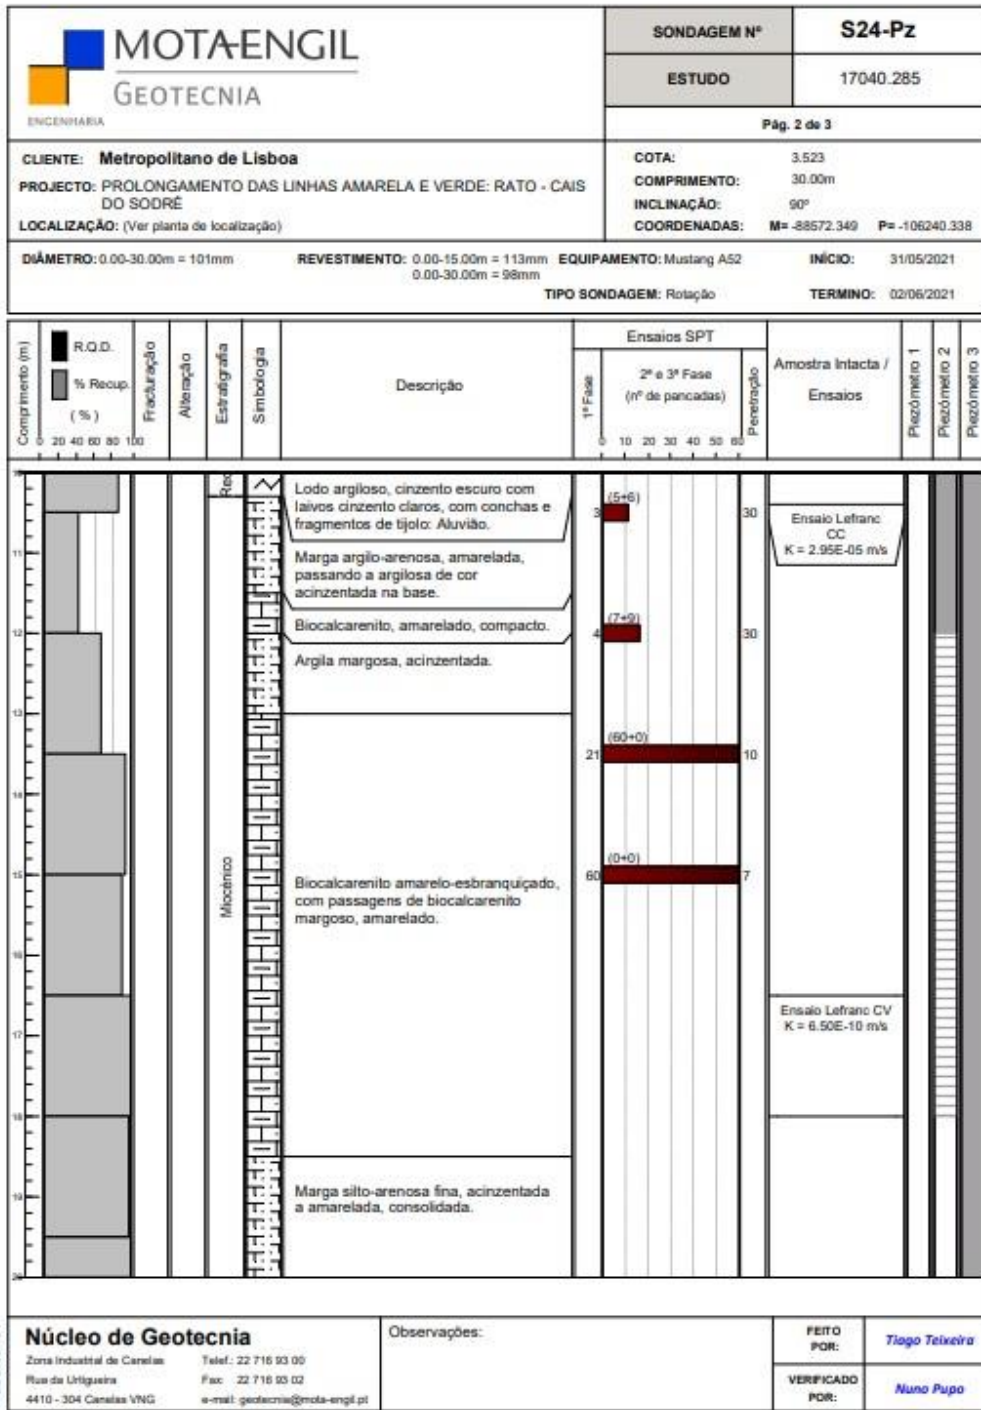 MOTA-ENGIL
GEOTECNIA
ENGENHARIA
SONDAGEM Nº S24-Pz
ESTUDO 17040.285
Pág. 2 de 3
CLIENTE: Metropolitano de Lisboa
PROJECTO: PROLONGAMENTO DAS LINHAS AMARELA E VERDE: RATO - CAIS
DO SODRÉ
LOCALIZAÇÃO: (Ver planta de localização)
COTA: 3.523
COMPRIMENTO: 30.00m
INCLINAÇÃO: 90º
COORDENADAS: M= -88572.349 P= -106240.338
DIÂMETRO: 0.00-30.00m = 101mm REVESTIMENTO: 0.00-15.00m = 113mm EQUIPAMENTO: Mustang A52 INÍCIO: 31/05/2021
0.00-30.00m = 98mm
TIPO SONDAGEM: Rotação TERMINO: 02/06/2021
Comprimento (m)
R.Q.D.
% Recup.
( % )
0 20 40 60 80 100
Fracturação
Alteração
Estratigrafia
Simbologia
Descrição
Ensaios SPT
1ª Fase
2ª e 3ª Fase
(nº de pancadas)
0 10 20 30 40 50 60
Penetração
Amostra Intacta /
Ensaios
Piezómetro 1
Piezómetro 2
Piezómetro 3
10
11
12
13
14
15
16
17
18
19
20
Rec
Miocénico
Lodo argiloso, cinzento escuro com
laivos cinzento claros, com conchas e
fragmentos de tijolo: Aluvião.
Marga argilo-arenosa, amarelada,
passando a argilosa de cor
acinzentada na base.
Biocalcarenito, amarelado, compacto.
Argila margosa, acinzentada.
Biocalcarenito amarelo-esbranquiçado,
com passagens de biocalcarenito
margoso, amarelado.
Marga silto-arenosa fina, acinzentada
a amarelada, consolidada.
(5+6)
3 30
(7+9)
4 30
(60+0)
21 10
(0+0)
60 7
Ensaio Lefranc
CC
K = 2.95E-05 m/s
Ensaio Lefranc CV
K = 6.50E-10 m/s
Núcleo de Geotecnia
Zona Industrial de Canelas Telef.: 22 716 93 00
Rua da Urtigueira Fax: 22 716 93 02
4410 - 304 Canelas VNG e-mail: geotecnia@mota-engil.pt
Observações:
FEITO
POR: Tiago Teixeira
VERIFICADO
POR: Nuno Pupo